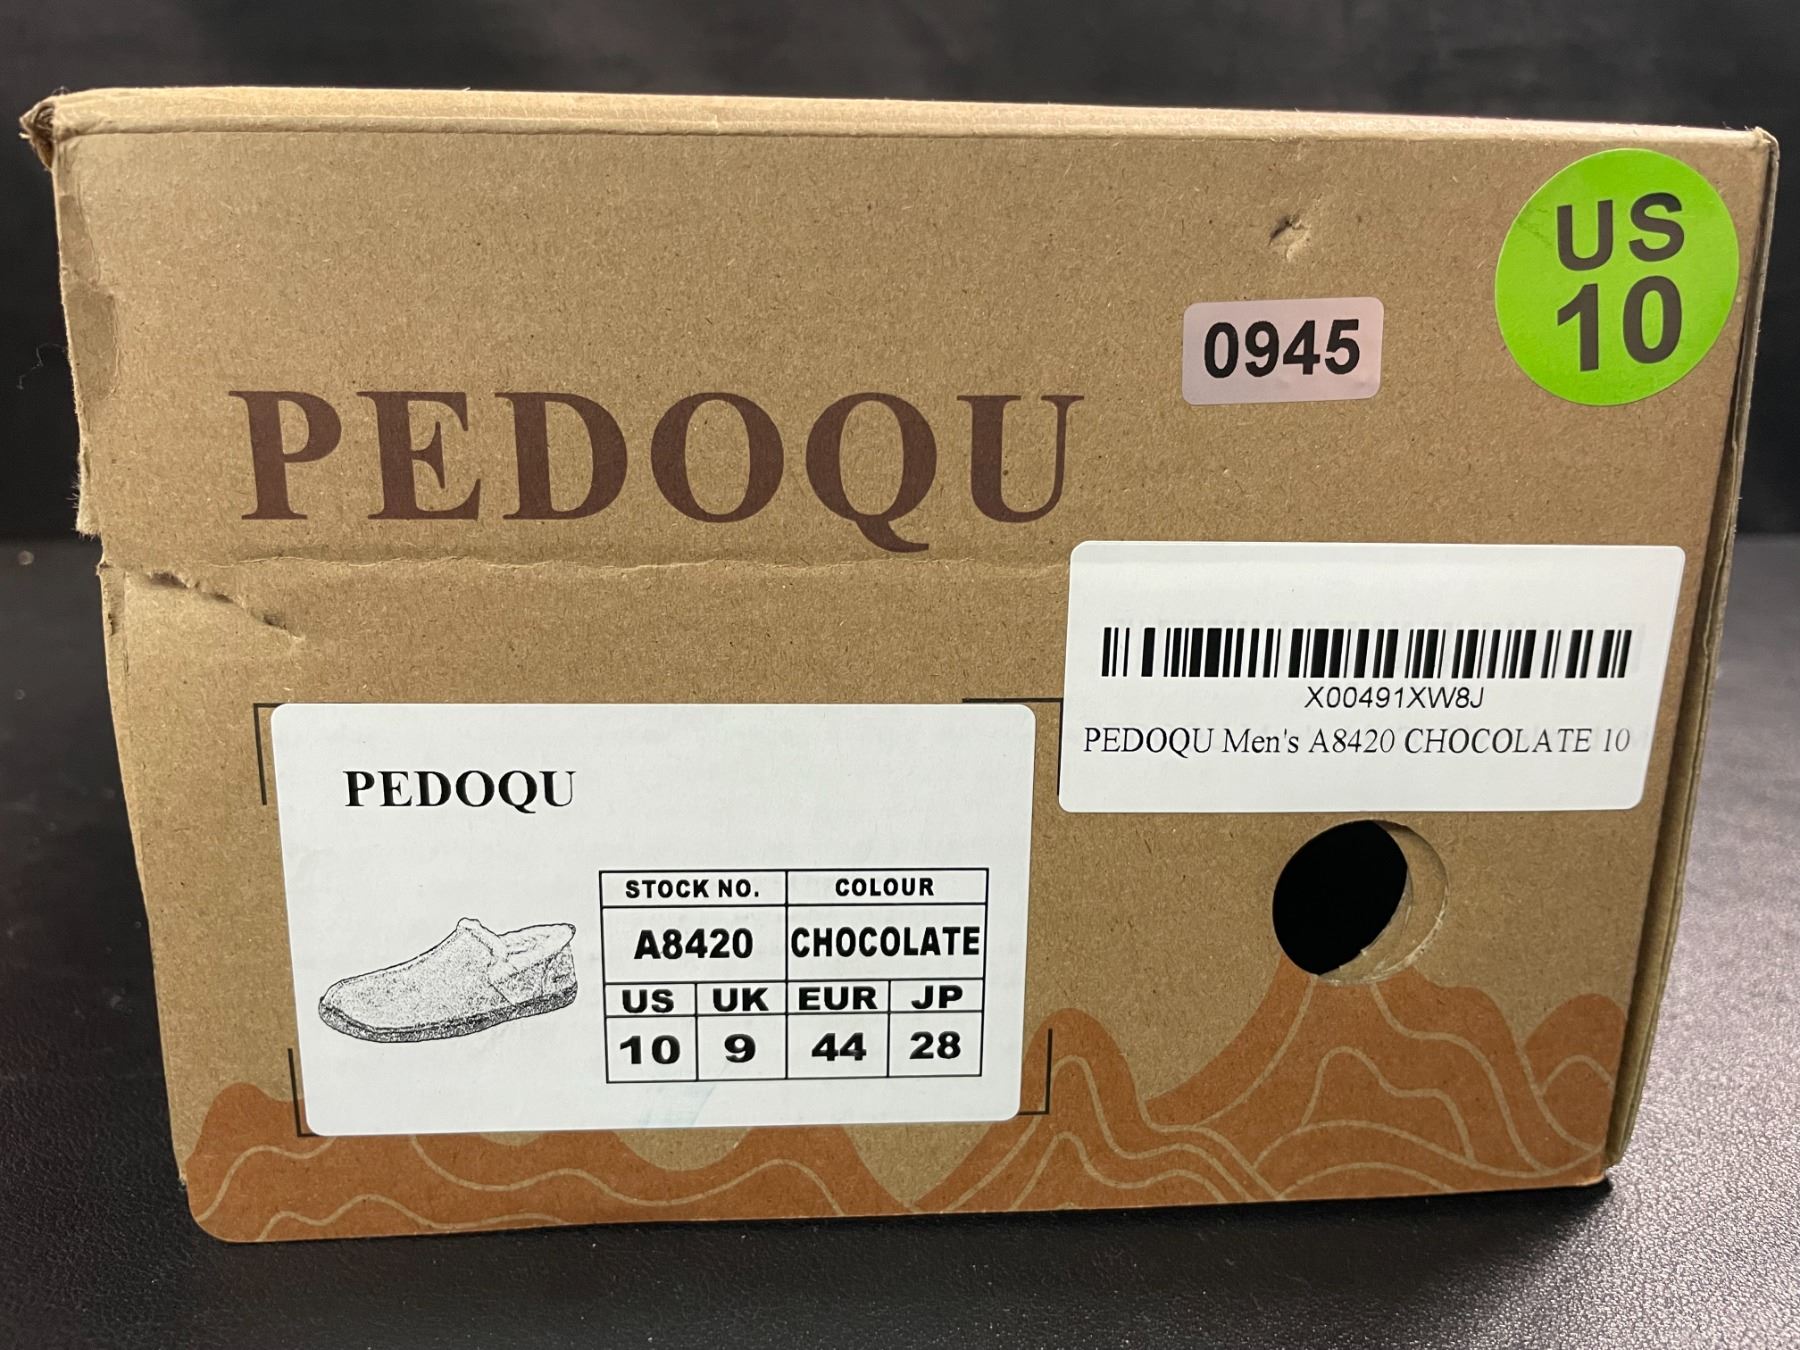 US
10
0945
PEDOQU
X00491XW8J
PEDOQU Men's A8420 CHOCOLATE 10
PEDOQU
STOCK NO. COLOUR
A8420 CHOCOLATE
US UK EUR JP
10 9 44 28